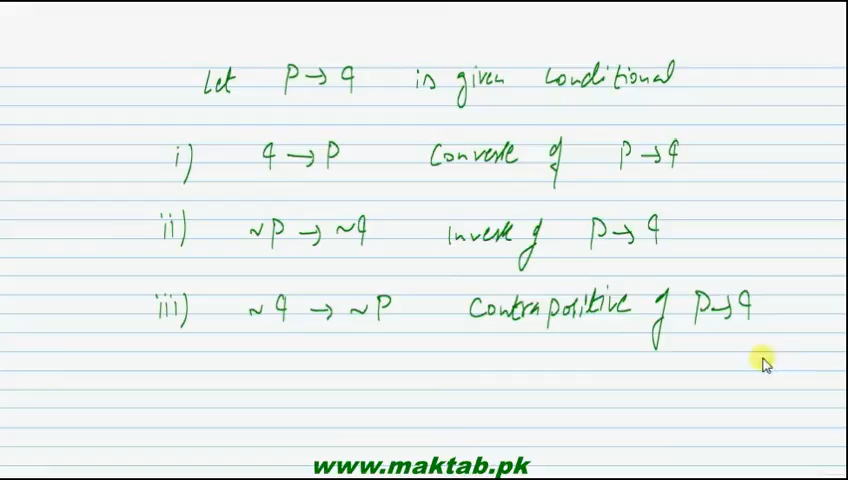 Let P → q is given conditional
i) q → P Converse of P → q
ii) ~P → ~q Inverse of P → q
iii) ~q → ~P Contrapositive of P → q
www.maktab.pk